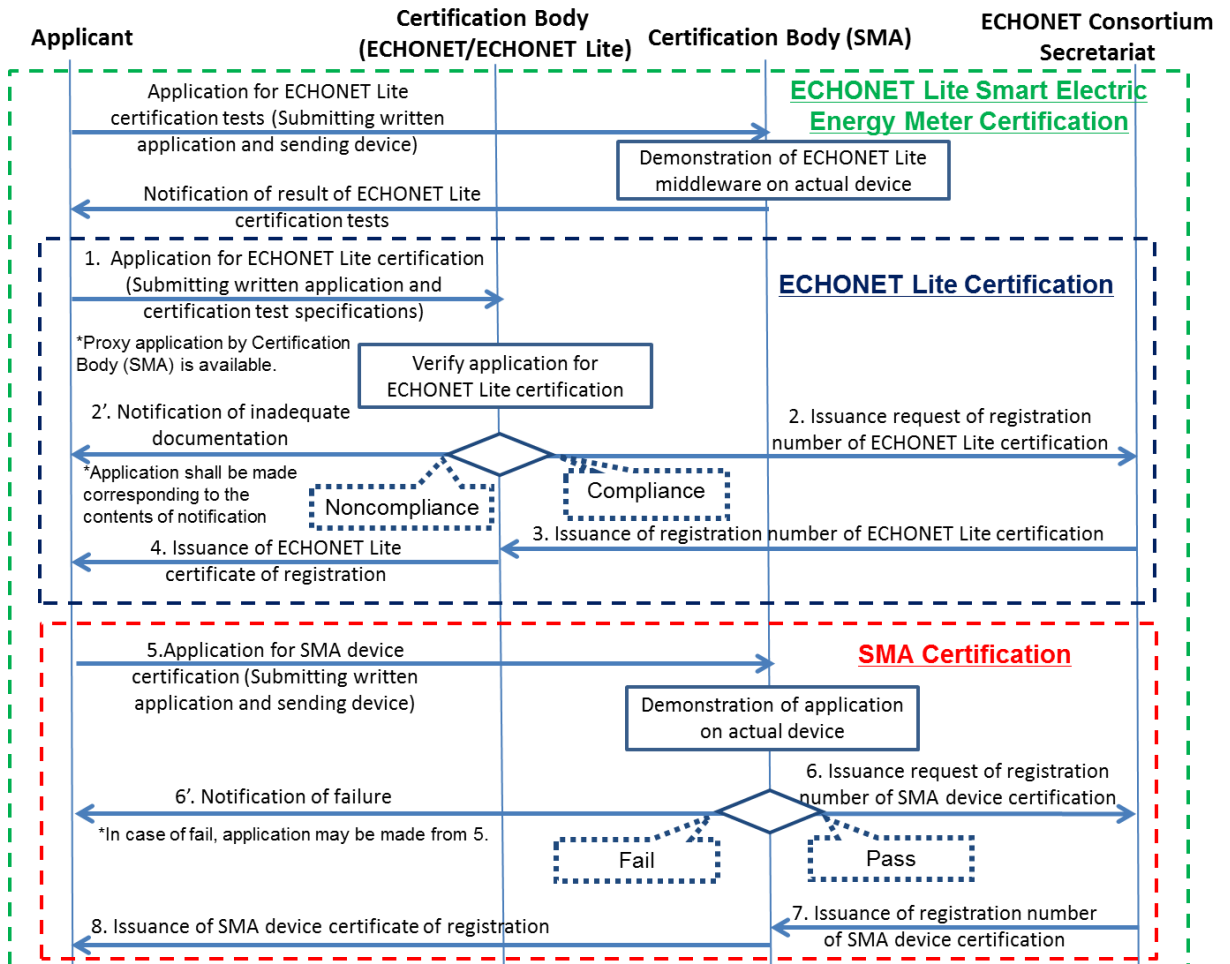 Applicant
Certification Body
(ECHONET/ECHONET Lite)
Certification Body (SMA)
ECHONET Consortium
Secretariat
ECHONET Lite Smart Electric
Energy Meter Certification
Application for ECHONET Lite
certification tests (Submitting written
application and sending device)
Demonstration of ECHONET Lite
middleware on actual device
Notification of result of ECHONET Lite
certification tests
1. Application for ECHONET Lite certification
(Submitting written application and
certification test specifications)
ECHONET Lite Certification
*Proxy application by Certification
Body (SMA) is available.
Verify application for
ECHONET Lite certification
2’. Notification of inadequate
documentation
2. Issuance request of registration
number of ECHONET Lite certification
*Application shall be made
corresponding to the
contents of notification
Noncompliance
Compliance
3. Issuance of registration number of ECHONET Lite certification
4. Issuance of ECHONET Lite
certificate of registration
5.Application for SMA device
certification (Submitting written
application and sending device)
SMA Certification
Demonstration of application
on actual device
6’. Notification of failure
6. Issuance request of registration
number of SMA device certification
*In case of fail, application may be made from 5.
Fail
Pass
7. Issuance of registration number
of SMA device certification
8. Issuance of SMA device certificate of registration